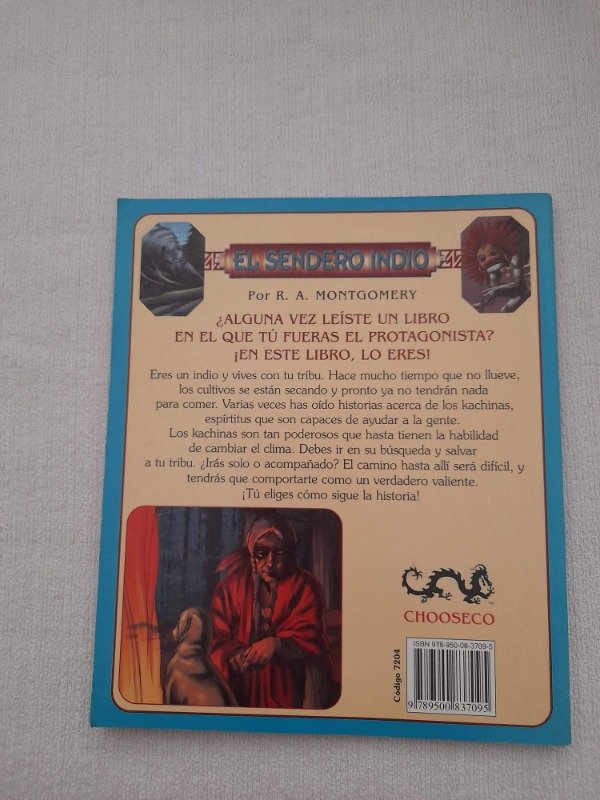 EL SENDERO INDIO
Por R. A. MONTGOMERY
¿ALGUNA VEZ LEÍSTE UN LIBRO
EN EL QUE TÚ FUERAS EL PROTAGONISTA?
¡EN ESTE LIBRO, LO ERES!
Eres un indio y vives con tu tribu. Hace mucho tiempo que no llueve,
los cultivos se están secando y pronto ya no tendrán nada
para comer. Varias veces has oído historias acerca de los kachinas,
espíritus que son capaces de ayudar a la gente.
Los kachinas son tan poderosos que hasta tienen la habilidad
de cambiar el clima. Debes ir en su búsqueda y salvar
a tu tribu. ¿Irás solo o acompañado? El camino hasta allí será difícil, y
tendrás que comportarte como un verdadero valiente.
¡Tú eliges cómo sigue la historia!
TM
CHOOSECO
Código 7204
ISBN 978-950-08-3709-5
9 789500 837095